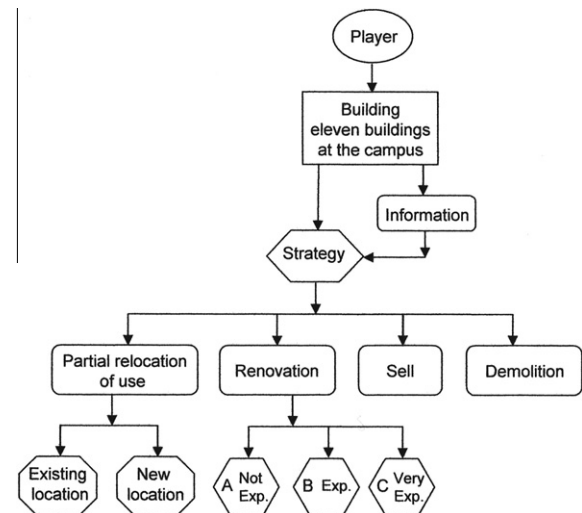 Player
Building
eleven buildings
at the campus
Information
Strategy
Partial relocation
of use
Renovation
Sell
Demolition
Existing
location
New
location
A Not
Exp.
B Exp.
C Very
Exp.